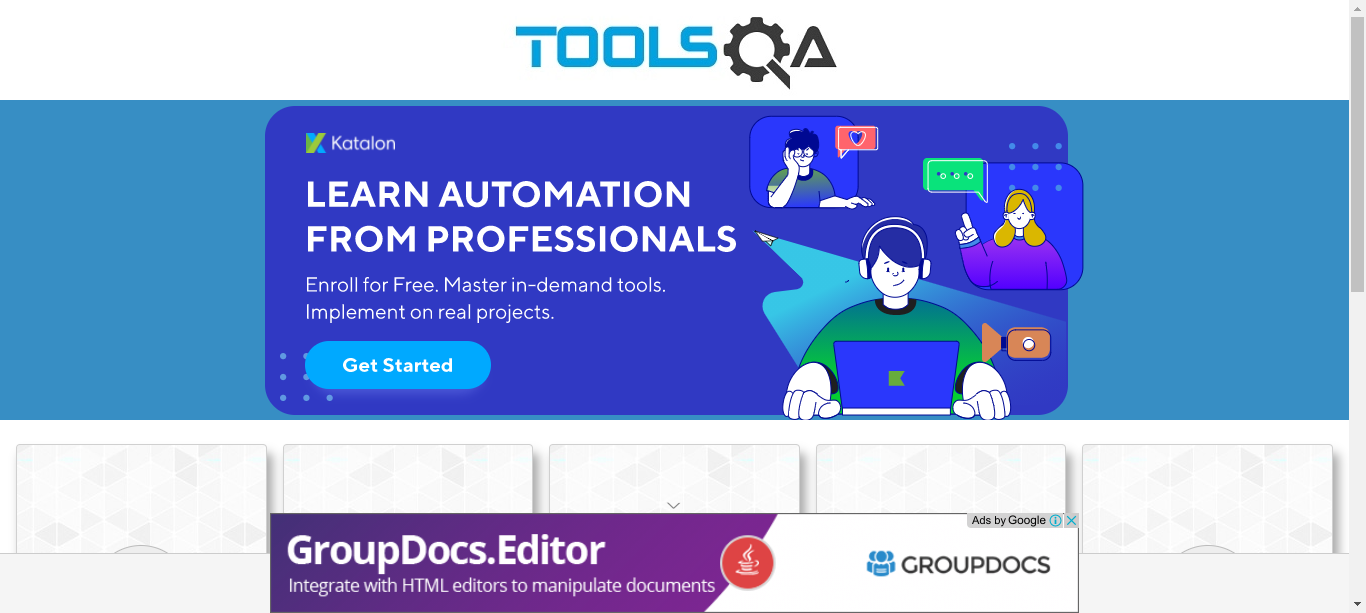 TOOLSQA
Katalon
LEARN AUTOMATION
FROM PROFESSIONALS
Enroll for Free. Master in-demand tools.
Implement on real projects.
Get Started
Ads by Google
GroupDocs.Editor
Integrate with HTML editors to manipulate documents
GROUPDOCS